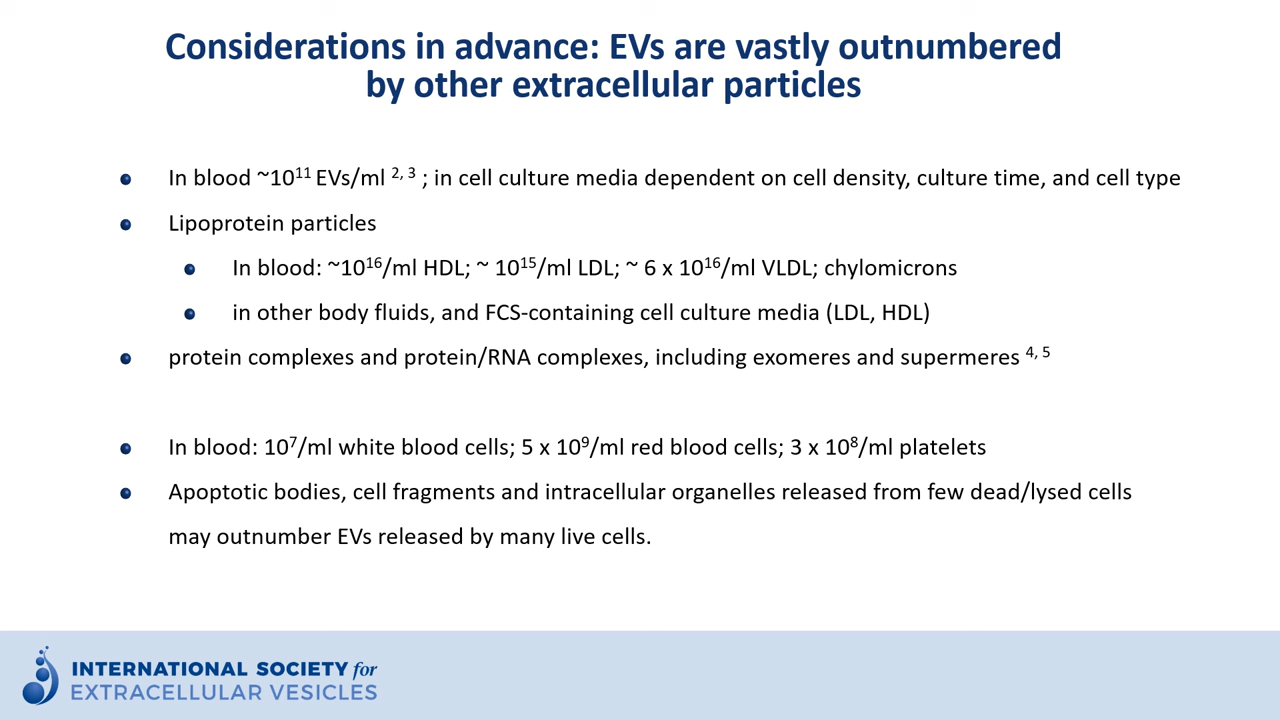 Considerations in advance: EVs are vastly outnumbered
by other extracellular particles
In blood ~10¹¹ EVs/ml ²,³ ; in cell culture media dependent on cell density, culture time, and cell type
Lipoprotein particles
In blood: ~10¹⁶/ml HDL; ~ 10¹⁵/ml LDL; ~ 6 x 10¹⁶/ml VLDL; chylomicrons
in other body fluids, and FCS-containing cell culture media (LDL, HDL)
protein complexes and protein/RNA complexes, including exomeres and supermeres ⁴,⁵
In blood: 10⁷/ml white blood cells; 5 x 10⁹/ml red blood cells; 3 x 10⁸/ml platelets
Apoptotic bodies, cell fragments and intracellular organelles released from few dead/lysed cells
may outnumber EVs released by many live cells.
INTERNATIONAL SOCIETY for
EXTRACELLULAR VESICLES